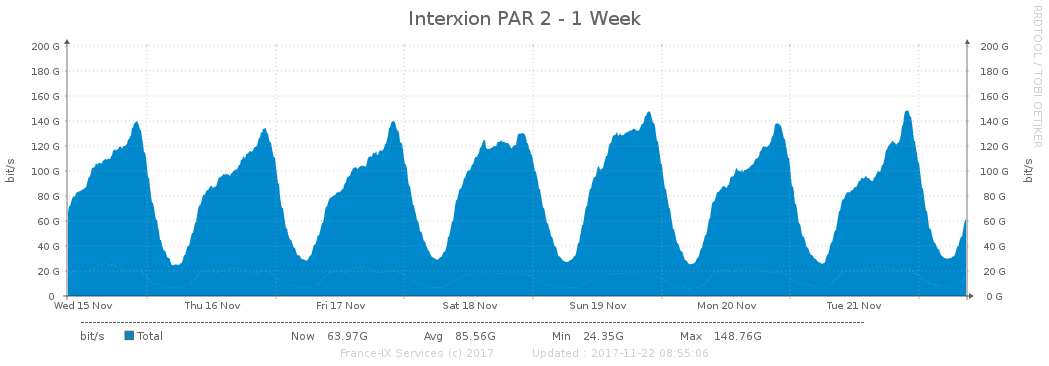 Interxion PAR 2 - 1 Week
RRDTOOL / TOBI OETIKER
bit/s
200 G 200 G
180 G 180 G
160 G 160 G
140 G 140 G
120 G 120 G
100 G 100 G
80 G 80 G
60 G 60 G
40 G 40 G
20 G 20 G
0 0 G
bit/s
Wed 15 Nov Thu 16 Nov Fri 17 Nov Sat 18 Nov Sun 19 Nov Mon 20 Nov Tue 21 Nov
bit/s Total Now 63.97G Avg 85.56G Min 24.35G Max 148.76G
France-IX Services (c) 2017 Updated : 2017-11-22 08:55:06